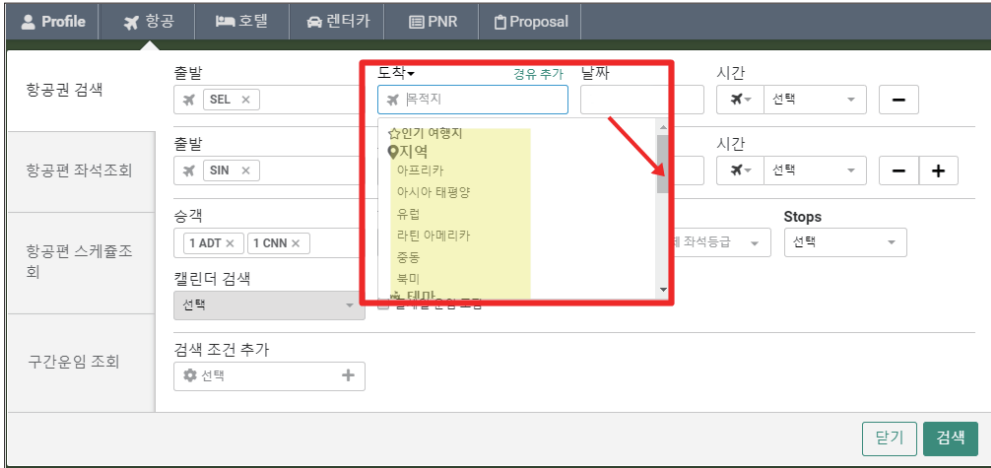 Profile 항공 호텔 렌터카 PNR Proposal
항공권 검색
항공편 좌석조회
항공편 스케쥴조
회
구간운임 조회
출발 도착 경유 추가 날짜 시간
SEL × 목적지 선택
출발 시간
SIN × 선택
☆인기 여행지
지역
아프리카
아시아 태평양
유럽
라틴 아메리카
중동
북미
테마
승객 Stops
1 ADT × 1 CNN × 좌석등급 선택
캘린더 검색
선택
검색 조건 추가
선택
닫기 검색